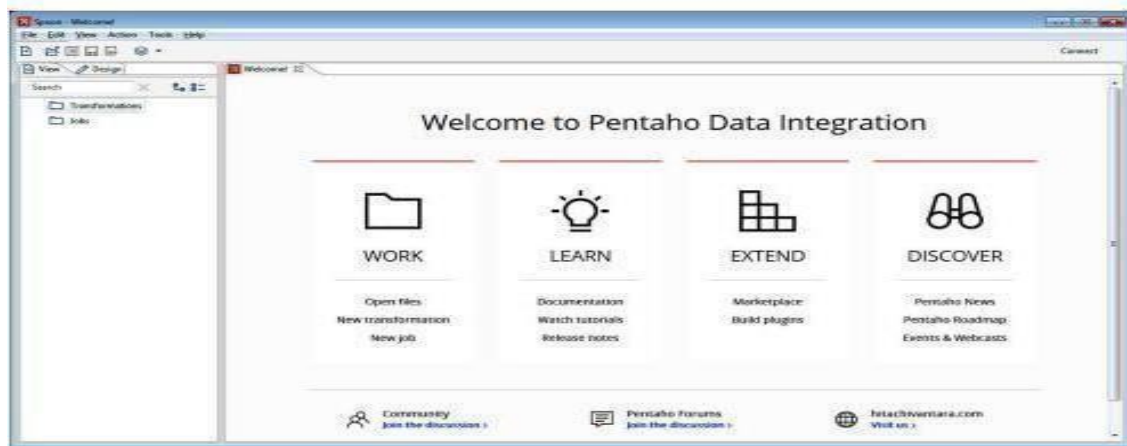 Spoon - Welcome!
File Edit View Action Tools Help
Connect
View Design
Welcome!
Search
Transformations
Jobs
Welcome to Pentaho Data Integration
WORK
Open files
New transformation
New job
LEARN
Documentation
Watch tutorials
Release notes
EXTEND
Marketplace
Build plugins
DISCOVER
Pentaho News
Pentaho Roadmap
Events & Webcasts
Community
Join the discussion >
Pentaho Forums
Join the discussion >
hitachivantara.com
Visit us >